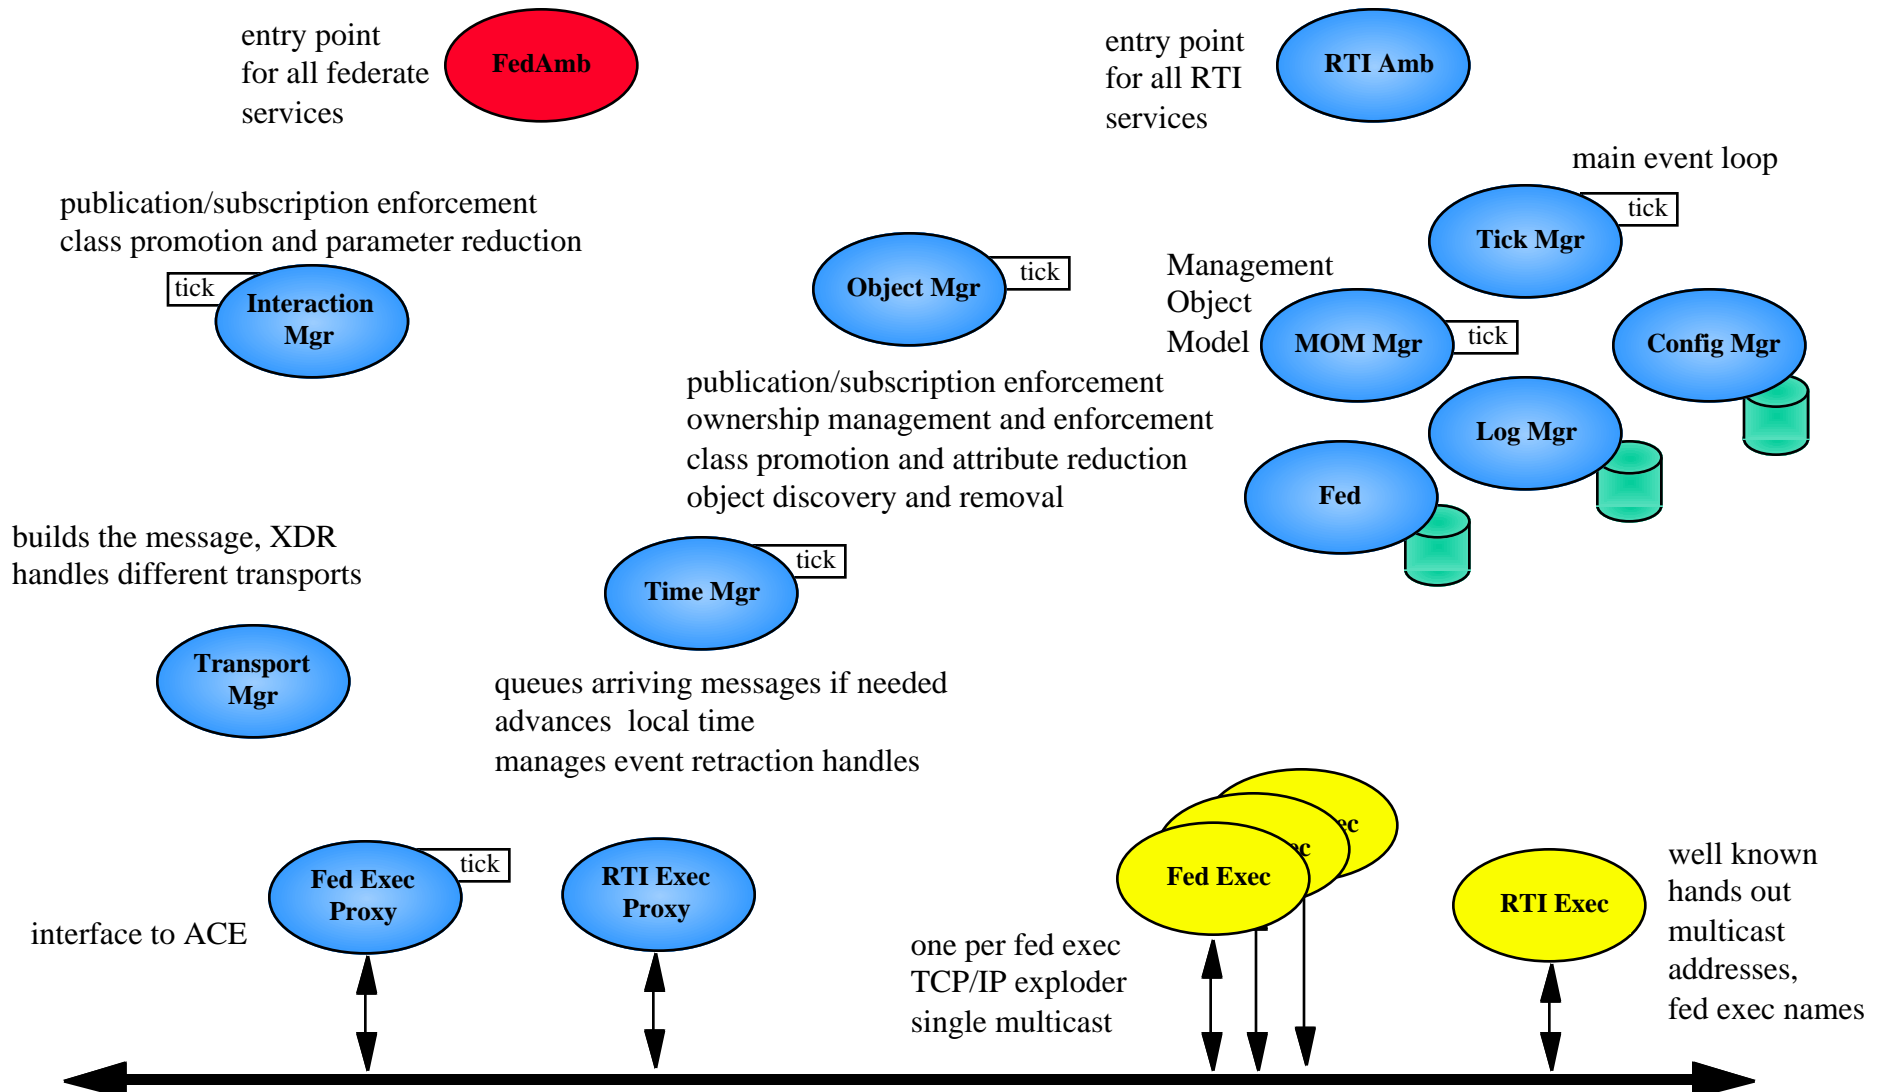 entry point
for all federate
services
FedAmb
entry point
for all RTI
services
RTI Amb
main event loop
tick
Tick Mgr
publication/subscription enforcement
class promotion and parameter reduction
tick
Interaction
Mgr
Object Mgr
tick
Management
Object
Model
MOM Mgr
tick
Config Mgr
publication/subscription enforcement
ownership management and enforcement
class promotion and attribute reduction
object discovery and removal
Log Mgr
Fed
builds the message, XDR
handles different transports
Time Mgr
tick
Transport
Mgr
queues arriving messages if needed
advances local time
manages event retraction handles
interface to ACE
Fed Exec
Proxy
tick
RTI Exec
Proxy
Fed Exec
ec
ec
one per fed exec
TCP/IP exploder
single multicast
RTI Exec
well known
hands out
multicast
addresses,
fed exec names